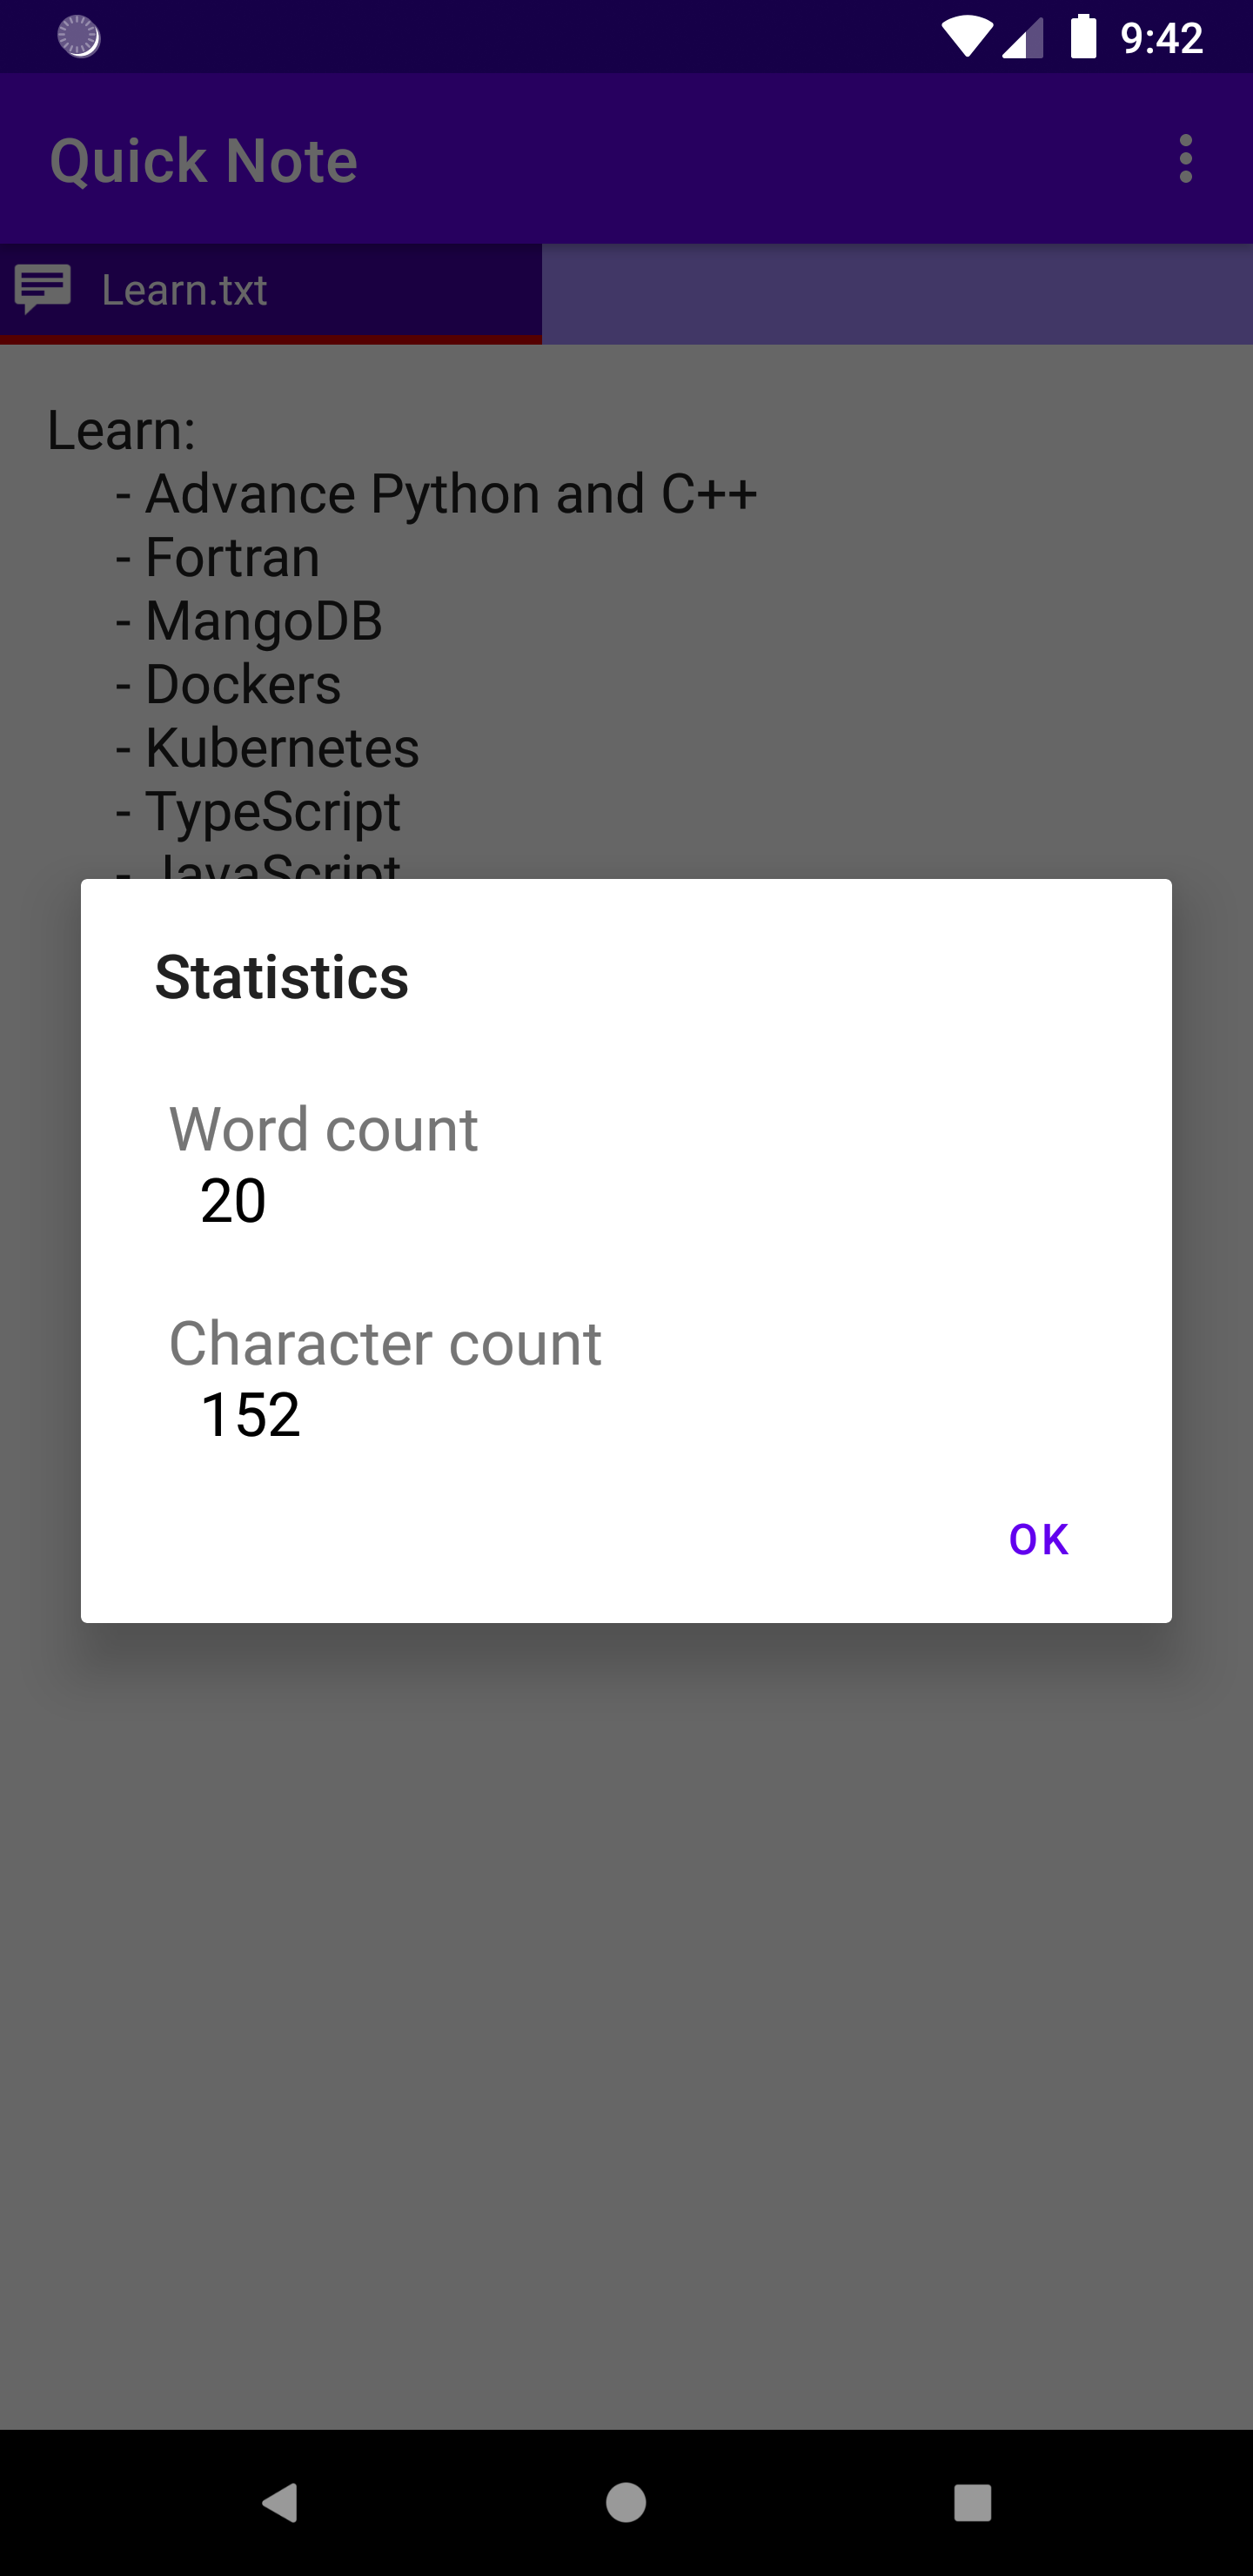 9:42
Quick Note
Learn.txt
Learn:
- Advance Python and C++
- Fortran
- MangoDB
- Dockers
- Kubernetes
- TypeScript
- JavaScript
Statistics
Word count
20
Character count
152
OK